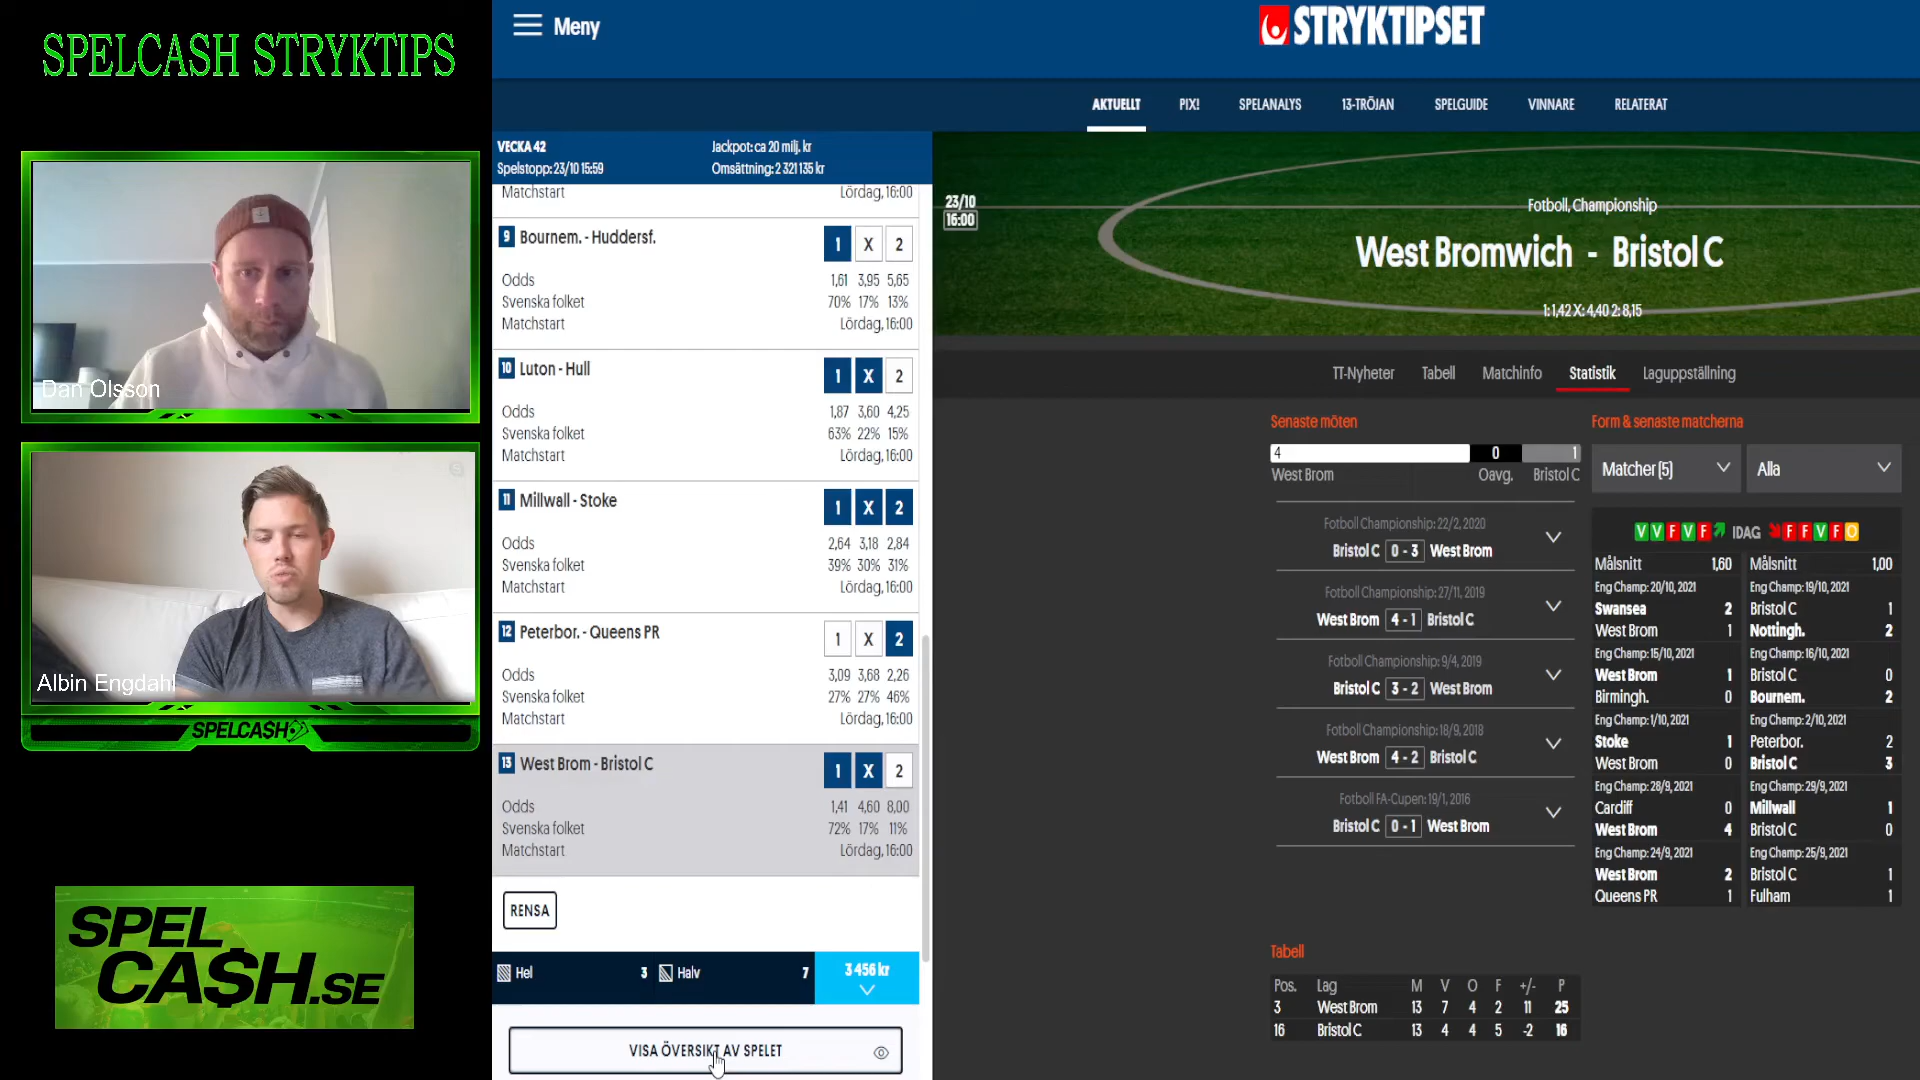 SPELCASH STRYKTIPS
Dan Olsson
Albin Engdahl
SPELCA$H
SPEL
CA$H.SE
Meny
STRYKTIPSET
AKTUELLT PIX! SPELANALYS 13-TRÖJAN SPELGUIDE VINNARE RELATERAT
VECKA 42 Jackpot: ca 20 milj. kr
Spelstopp: 23/10 15:59 Omsättning: 2 321 135 kr
Matchstart Lördag, 16:00
9 Bournem. - Huddersf. 1 X 2
Odds 1,61 3,95 5,65
Svenska folket 70% 17% 13%
Matchstart Lördag, 16:00
10 Luton - Hull 1 X 2
Odds 1,87 3,60 4,25
Svenska folket 63% 22% 15%
Matchstart Lördag, 16:00
11 Millwall - Stoke 1 X 2
Odds 2,64 3,18 2,84
Svenska folket 39% 30% 31%
Matchstart Lördag, 16:00
12 Peterbor. - Queens PR 1 X 2
Odds 3,09 3,68 2,26
Svenska folket 27% 27% 46%
Matchstart Lördag, 16:00
13 West Brom - Bristol C 1 X 2
Odds 1,41 4,60 8,00
Svenska folket 72% 17% 11%
Matchstart Lördag, 16:00
RENSA
Hel 3 Halv 7 3 456 kr
VISA ÖVERSIKT AV SPELET
23/10
16:00
Fotboll, Championship
West Bromwich - Bristol C
1: 1,42 X: 4,40 2: 8,15
TT-Nyheter Tabell Matchinfo Statistik Laguppställning
Senaste möten
4 0 1
West Brom Oavg. Bristol C
Fotboll Championship: 22/2, 2020
Bristol C 0 - 3 West Brom
Fotboll Championship: 27/11, 2019
West Brom 4 - 1 Bristol C
Fotboll Championship: 9/4, 2019
Bristol C 3 - 2 West Brom
Fotboll Championship: 18/9, 2018
West Brom 4 - 2 Bristol C
Fotboll FA-Cupen: 19/1, 2016
Bristol C 0 - 1 West Brom
Form & senaste matcherna
Matcher (5) Alla
V V F V F IDAG F F V F O
Målsnitt 1,60 Målsnitt 1,00
Eng Champ: 20/10, 2021 Eng Champ: 19/10, 2021
Swansea 2 Bristol C 1
West Brom 1 Nottingh. 2
Eng Champ: 15/10, 2021 Eng Champ: 16/10, 2021
West Brom 1 Bristol C 0
Birmingh. 0 Bournem. 2
Eng Champ: 1/10, 2021 Eng Champ: 2/10, 2021
Stoke 1 Peterbor. 2
West Brom 0 Bristol C 3
Eng Champ: 28/9, 2021 Eng Champ: 29/9, 2021
Cardiff 0 Millwall 1
West Brom 4 Bristol C 0
Eng Champ: 24/9, 2021 Eng Champ: 25/9, 2021
West Brom 2 Bristol C 1
Queens PR 1 Fulham 1
Tabell
Pos. Lag M V O F +/- P
3 West Brom 13 7 4 2 11 25
16 Bristol C 13 4 4 5 -2 16